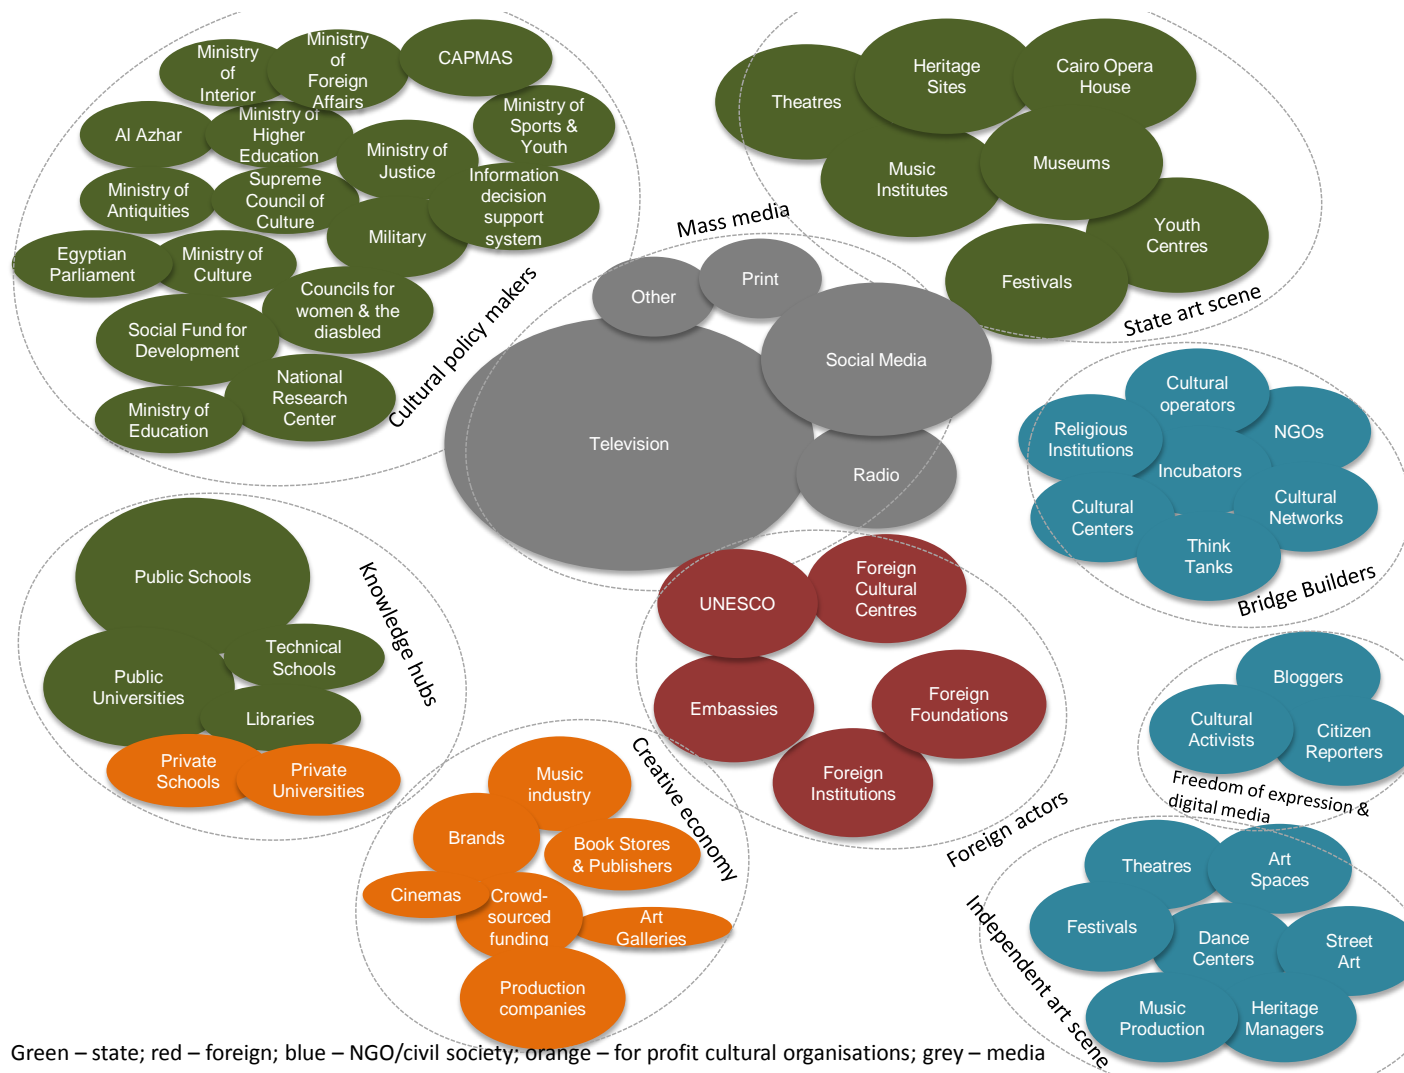 Ministry
of
Interior
Ministry
of
Foreign
Affairs
CAPMAS
Al Azhar
Ministry of
Higher
Education
Ministry of
Justice
Ministry of
Sports &
Youth
Ministry of
Antiquities
Supreme
Council of
Culture
Information
decision
support
system
Military
Egyptian
Parliament
Ministry of
Culture
Councils for
women & the
diasbled
Social Fund for
Development
National
Research
Center
Ministry of
Education
Cultural policy makers
Theatres
Heritage
Sites
Cairo Opera
House
Music
Institutes
Museums
Youth
Centres
Festivals
State art scene
Mass media
Other
Print
Social Media
Television
Radio
Cultural
operators
Religious
Institutions
NGOs
Incubators
Cultural
Centers
Cultural
Networks
Think
Tanks
Bridge Builders
Public Schools
Technical
Schools
Public
Universities
Libraries
Private
Schools
Private
Universities
Knowledge hubs
UNESCO
Foreign
Cultural
Centres
Embassies
Foreign
Foundations
Foreign
Institutions
Foreign actors
Bloggers
Cultural
Activists
Citizen
Reporters
Freedom of expression &
digital media
Music
industry
Brands
Book Stores
& Publishers
Cinemas
Crowd-
sourced
funding
Art
Galleries
Production
companies
Creative economy
Theatres
Art
Spaces
Festivals
Dance
Centers
Street
Art
Music
Production
Heritage
Managers
Independent art scene
Green – state; red – foreign; blue – NGO/civil society; orange – for profit cultural organisations; grey – media